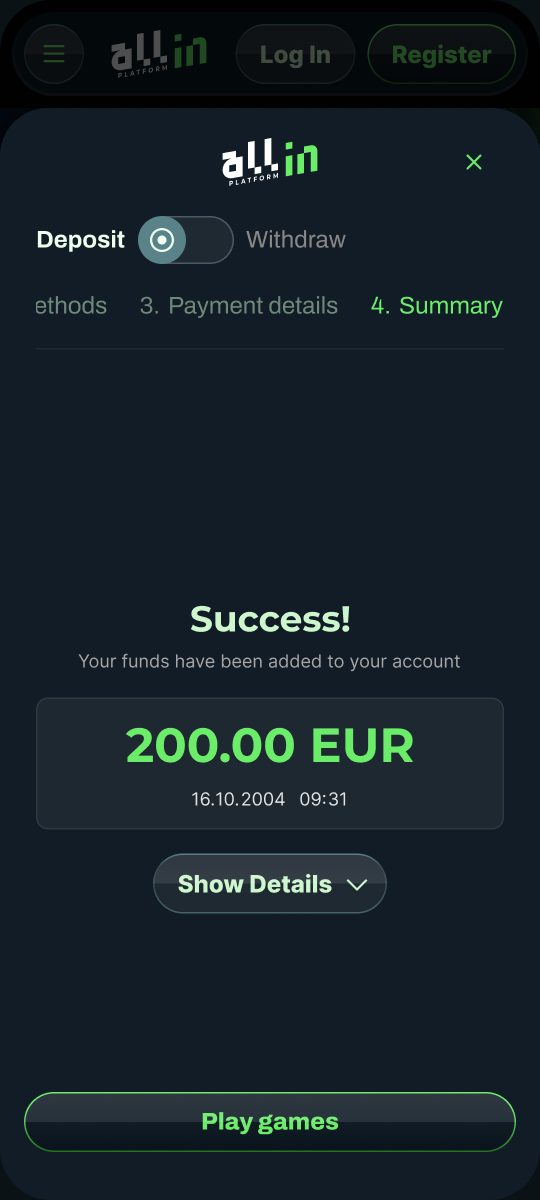 all in
PLATFORM
Log In
Register
all in
PLATFORM
Deposit
Withdraw
ethods
3. Payment details
4. Summary
Success!
Your funds have been added to your account
200.00 EUR
16.10.2004 09:31
Show Details
Play games